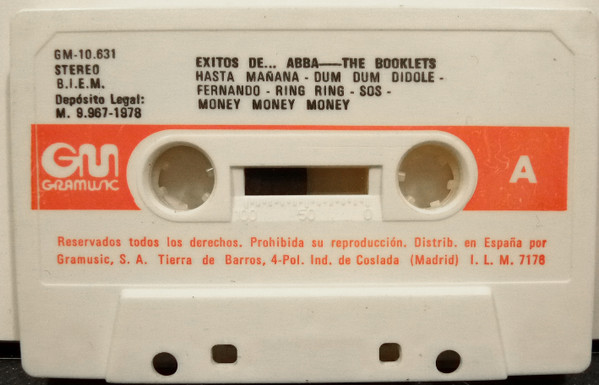 GM-10.631
STEREO
B.I.E.M.
Depósito Legal:
M. 9.967-1978
EXITOS DE... ABBA—THE BOOKLETS
HASTA MAÑANA - DUM DUM DIDOLE -
FERNANDO - RING RING - SOS -
MONEY MONEY MONEY
GM
GRAMUSIC
A
100 50 0
Reservados todos los derechos. Prohibida su reproducción. Distrib. en España por
Gramusic, S. A. Tierra de Barros, 4-Pol. Ind. de Coslada (Madrid) I. L. M. 7178